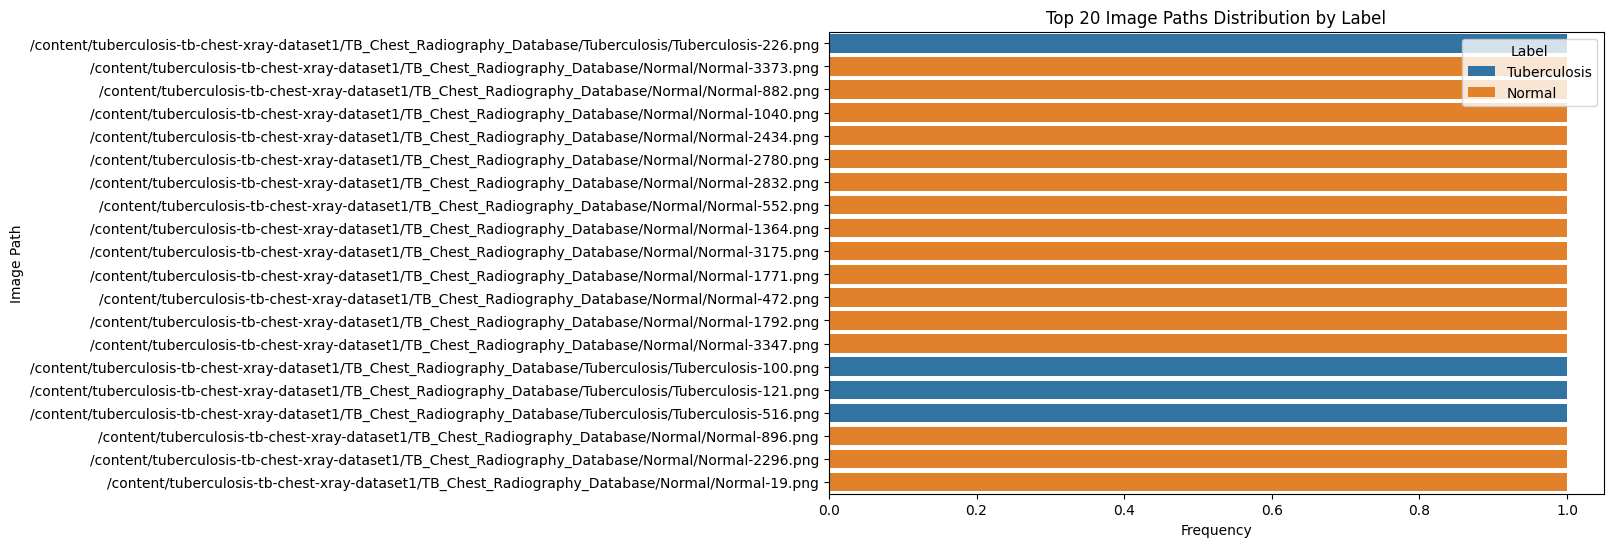 Top 20 Image Paths Distribution by Label
/content/tuberculosis-tb-chest-xray-dataset1/TB_Chest_Radiography_Database/Tuberculosis/Tuberculosis-226.png
/content/tuberculosis-tb-chest-xray-dataset1/TB_Chest_Radiography_Database/Normal/Normal-3373.png
/content/tuberculosis-tb-chest-xray-dataset1/TB_Chest_Radiography_Database/Normal/Normal-882.png
/content/tuberculosis-tb-chest-xray-dataset1/TB_Chest_Radiography_Database/Normal/Normal-1040.png
/content/tuberculosis-tb-chest-xray-dataset1/TB_Chest_Radiography_Database/Normal/Normal-2434.png
/content/tuberculosis-tb-chest-xray-dataset1/TB_Chest_Radiography_Database/Normal/Normal-2780.png
/content/tuberculosis-tb-chest-xray-dataset1/TB_Chest_Radiography_Database/Normal/Normal-2832.png
/content/tuberculosis-tb-chest-xray-dataset1/TB_Chest_Radiography_Database/Normal/Normal-552.png
/content/tuberculosis-tb-chest-xray-dataset1/TB_Chest_Radiography_Database/Normal/Normal-1364.png
/content/tuberculosis-tb-chest-xray-dataset1/TB_Chest_Radiography_Database/Normal/Normal-3175.png
/content/tuberculosis-tb-chest-xray-dataset1/TB_Chest_Radiography_Database/Normal/Normal-1771.png
/content/tuberculosis-tb-chest-xray-dataset1/TB_Chest_Radiography_Database/Normal/Normal-472.png
/content/tuberculosis-tb-chest-xray-dataset1/TB_Chest_Radiography_Database/Normal/Normal-1792.png
/content/tuberculosis-tb-chest-xray-dataset1/TB_Chest_Radiography_Database/Normal/Normal-3347.png
/content/tuberculosis-tb-chest-xray-dataset1/TB_Chest_Radiography_Database/Tuberculosis/Tuberculosis-100.png
/content/tuberculosis-tb-chest-xray-dataset1/TB_Chest_Radiography_Database/Tuberculosis/Tuberculosis-121.png
/content/tuberculosis-tb-chest-xray-dataset1/TB_Chest_Radiography_Database/Tuberculosis/Tuberculosis-516.png
/content/tuberculosis-tb-chest-xray-dataset1/TB_Chest_Radiography_Database/Normal/Normal-896.png
/content/tuberculosis-tb-chest-xray-dataset1/TB_Chest_Radiography_Database/Normal/Normal-2296.png
/content/tuberculosis-tb-chest-xray-dataset1/TB_Chest_Radiography_Database/Normal/Normal-19.png
Image Path
Label
Tuberculosis
Normal
0.0 0.2 0.4 0.6 0.8 1.0
Frequency